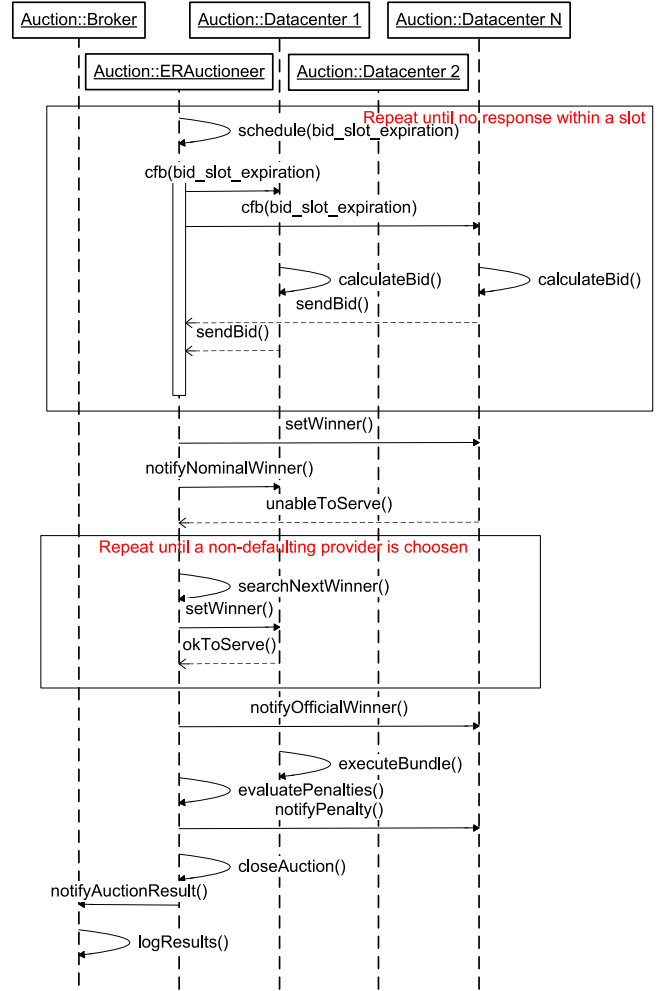 Auction::Broker
Auction::Datacenter 1
Auction::Datacenter N
Auction::ERAuctioneer
Auction::Datacenter 2
Repeat until no response within a slot
schedule(bid_slot_expiration)
cfb(bid_slot_expiration)
cfb(bid_slot_expiration)
calculateBid()
calculateBid()
sendBid()
sendBid()
setWinner()
notifyNominalWinner()
unableToServe()
Repeat until a non-defaulting provider is choosen
searchNextWinner()
setWinner()
okToServe()
notifyOfficialWinner()
executeBundle()
evaluatePenalties()
notifyPenalty()
closeAuction()
notifyAuctionResult()
logResults()